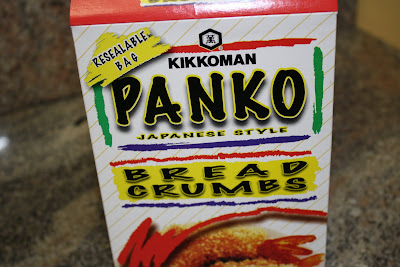 RESEALABLE
BAG
KIKKOMAN
PANKO
JAPANESE STYLE
BREAD
CRUMBS